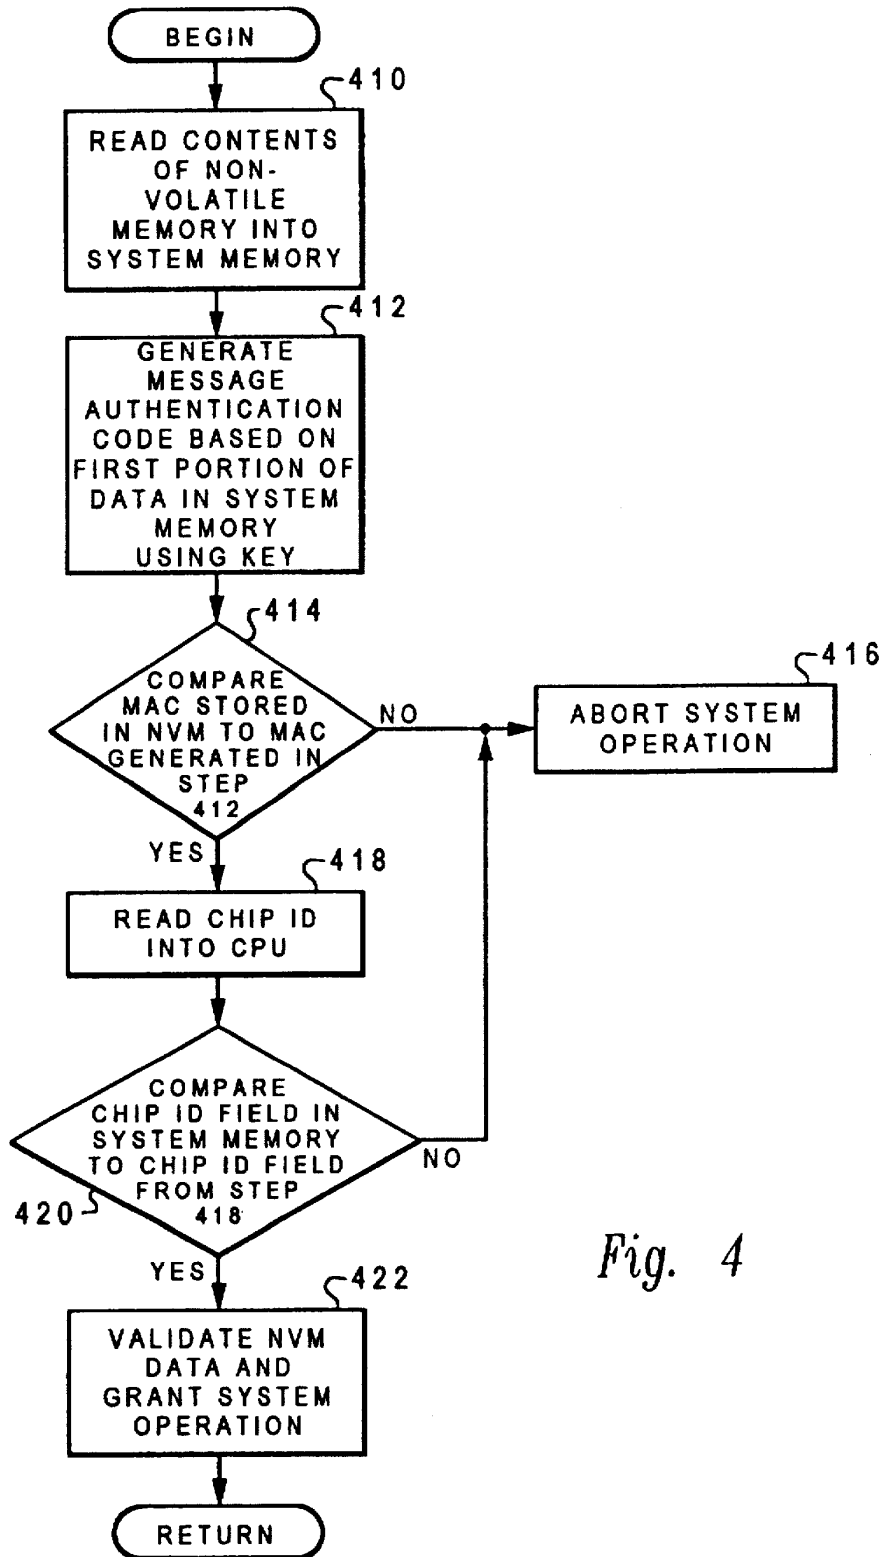 BEGIN
410
READ CONTENTS
OF NON-
VOLATILE
MEMORY INTO
SYSTEM MEMORY
412
GENERATE
MESSAGE
AUTHENTICATION
CODE BASED ON
FIRST PORTION OF
DATA IN SYSTEM
MEMORY
USING KEY
414
COMPARE
MAC STORED
IN NVM TO MAC
GENERATED IN
STEP
412
NO
416
ABORT SYSTEM
OPERATION
YES
418
READ CHIP ID
INTO CPU
COMPARE
CHIP ID FIELD IN
SYSTEM MEMORY
TO CHIP ID FIELD
FROM STEP
418
NO
420
YES
422
VALIDATE NVM
DATA AND
GRANT SYSTEM
OPERATION
RETURN
Fig. 4